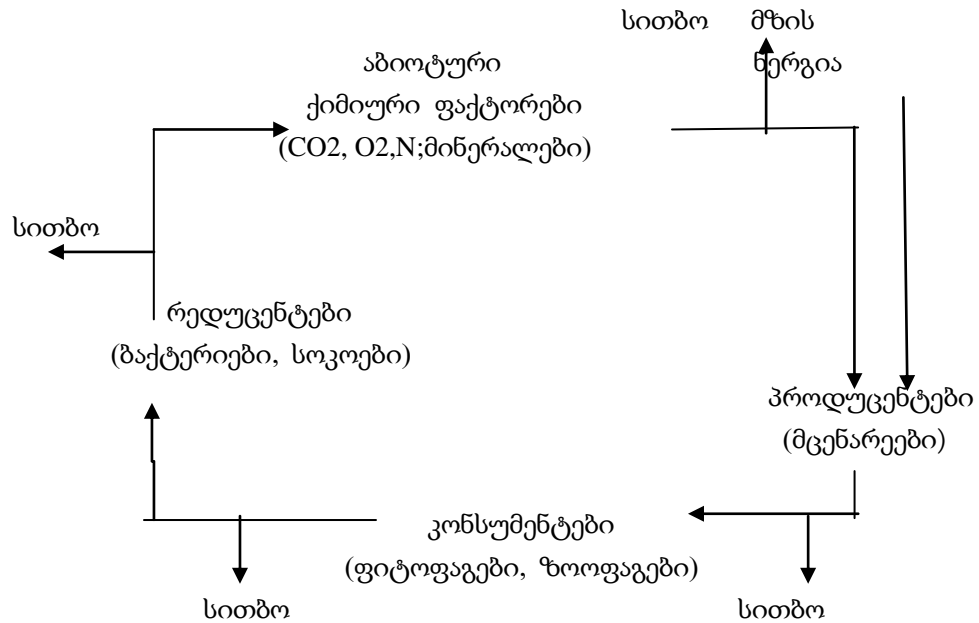 სითბო მზის
აბიოტური ნერგია
ქიმიური ფაქტორები
(CO2, O2,N;მინერალები)
სითბო
რედუცენტები
(ბაქტერიები, სოკოები)
პროდუცენტები
(მცენარეები)
კონსუმენტები
(ფიტოფაგები, ზოოფაგები)
სითბო სითბო